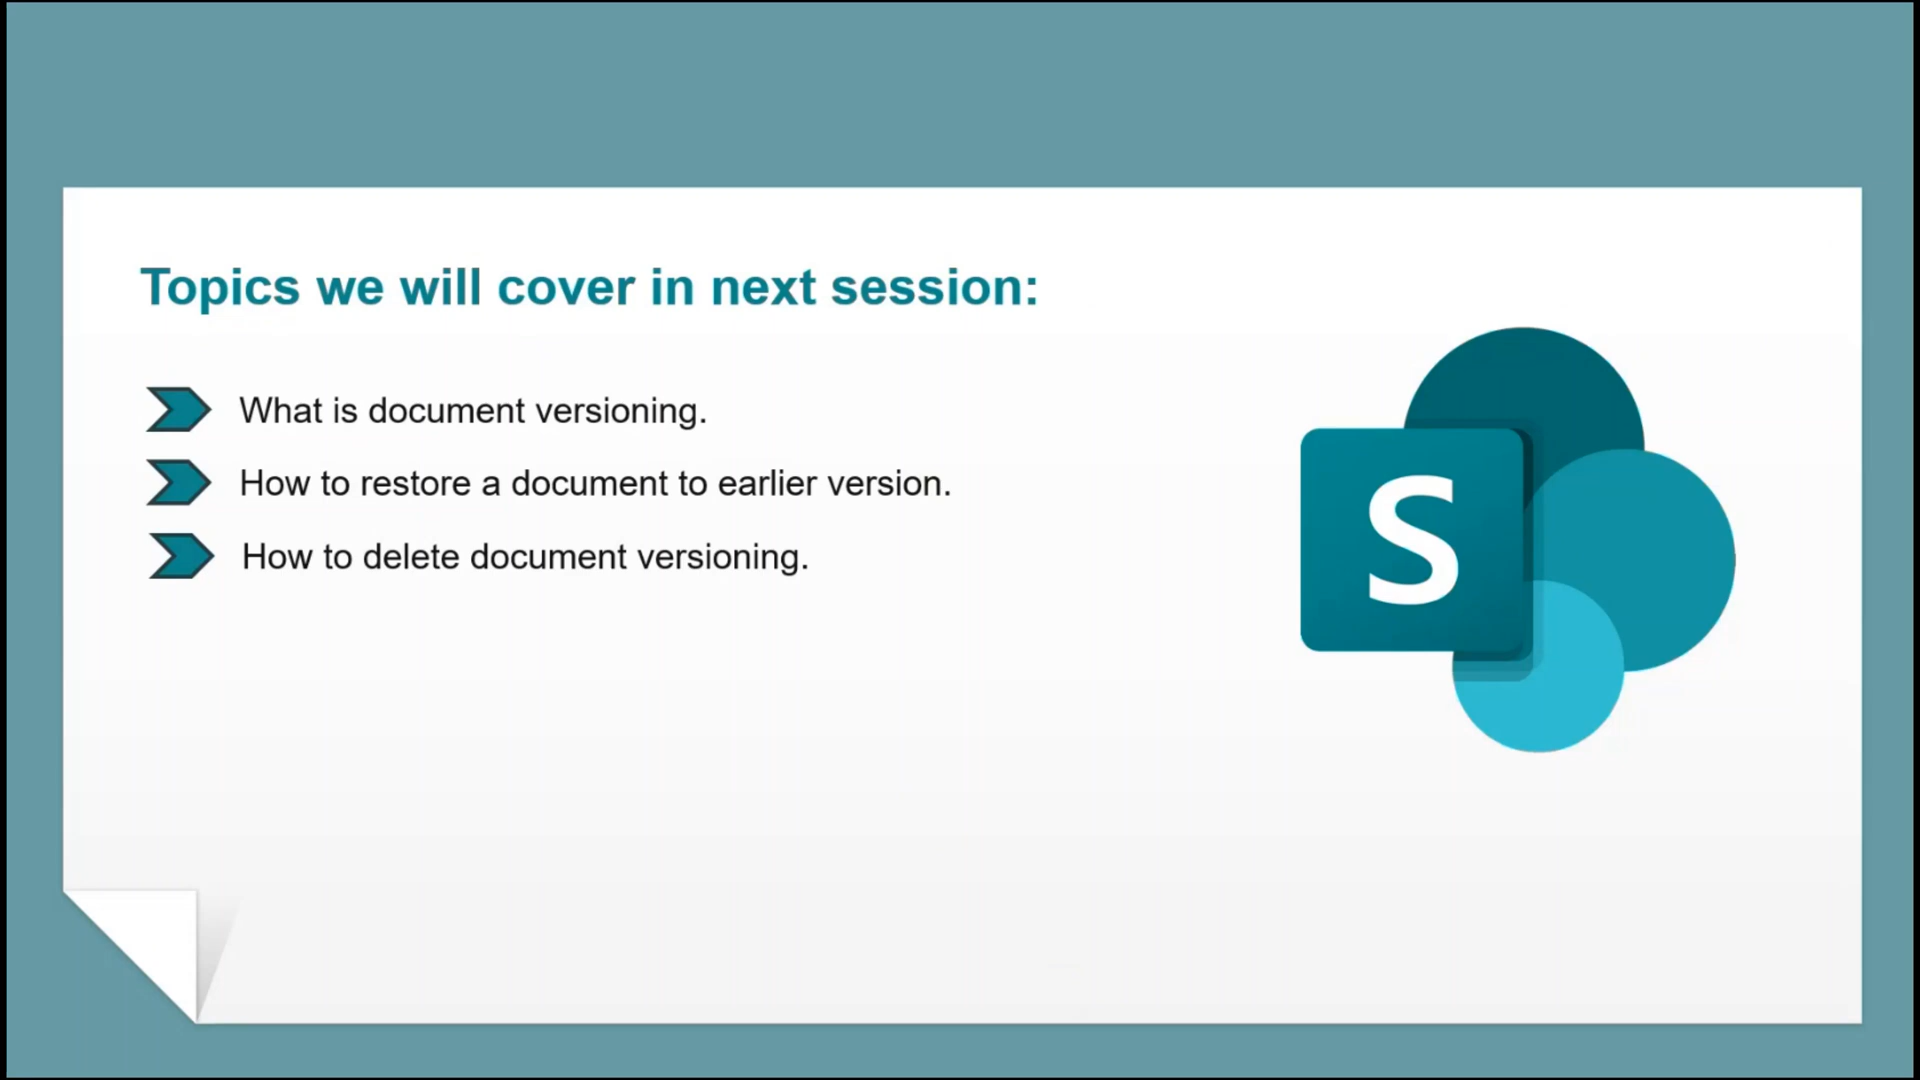 Topics we will cover in next session:
What is document versioning.
How to restore a document to earlier version.
How to delete document versioning.
S